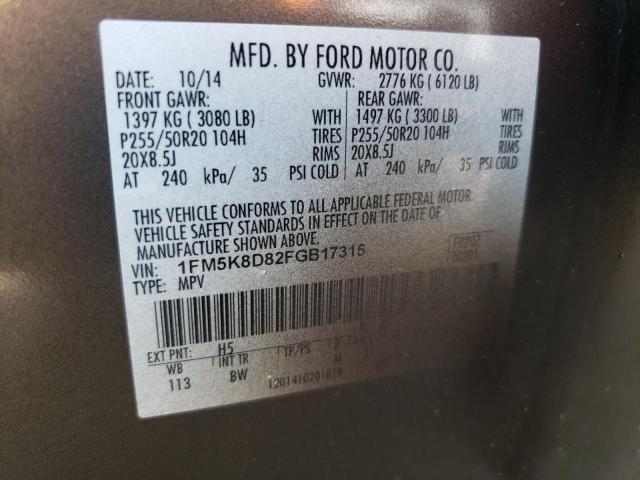 MFD. BY FORD MOTOR CO.
DATE: 10/14 GVWR: 2776 KG ( 6120 LB)
FRONT GAWR: REAR GAWR:
1397 KG ( 3080 LB) WITH 1497 KG ( 3300 LB) WITH
P255/50R20 104H TIRES P255/50R20 104H TIRES
20X8.5J RIMS 20X8.5J RIMS
AT 240 kPa/ 35 PSI COLD AT 240 kPa/ 35 PSI COLD
THIS VEHICLE CONFORMS TO ALL APPLICABLE FEDERAL MOTOR
VEHICLE SAFETY STANDARDS IN EFFECT ON THE DATE OF
MANUFACTURE SHOWN ABOVE.
VIN: 1FM5K8D82FGB17315 F0207
TYPE: MPV
EXT PNT: H5
WB INT TR TP/PS R
113 BW M